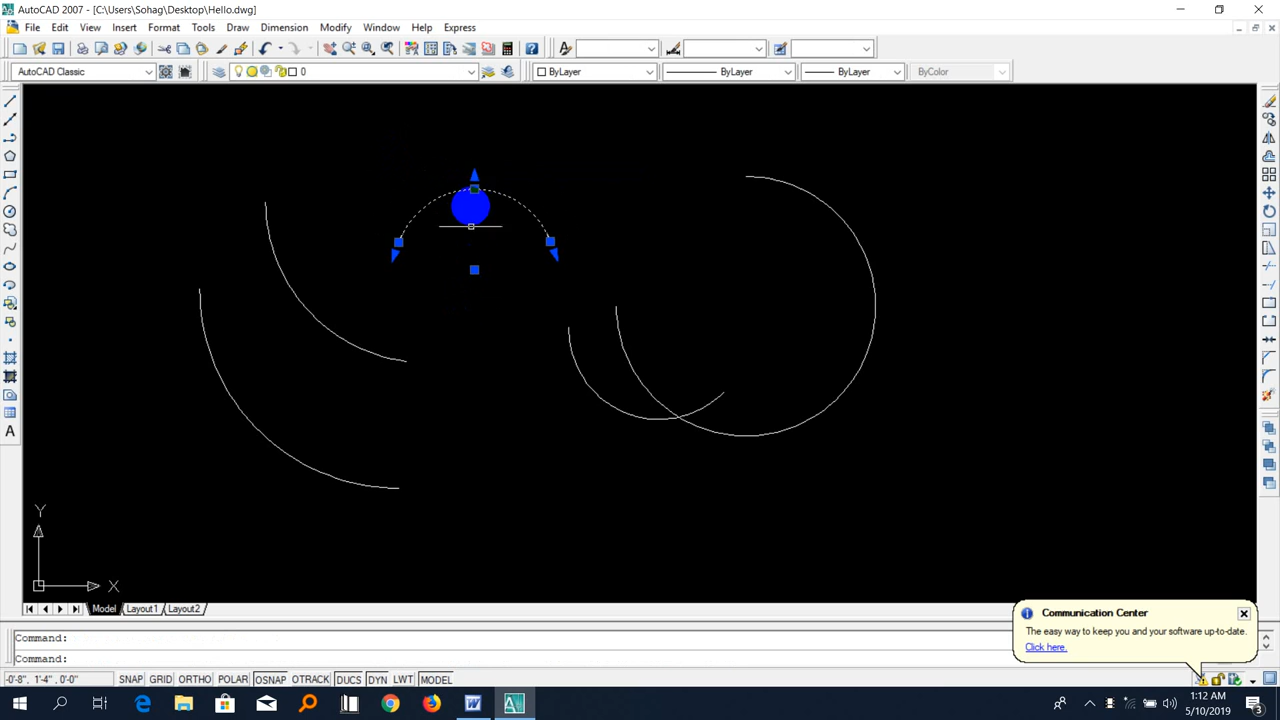 AutoCAD 2007 - [C:\Users\Sohag\Desktop\Hello.dwg]
File Edit View Insert Format Tools Draw Dimension Modify Window Help Express
AutoCAD Classic 0 ByLayer ByLayer ByLayer ByColor
A
Y
X
Model Layout1 Layout2
Communication Center
The easy way to keep you and your software up-to-date.
Click here.
Command:
Command:
-0'-8", 1'-4", 0'-0" SNAP GRID ORTHO POLAR OSNAP OTRACK DUCS DYN LWT MODEL
1:12 AM
5/10/2019
3